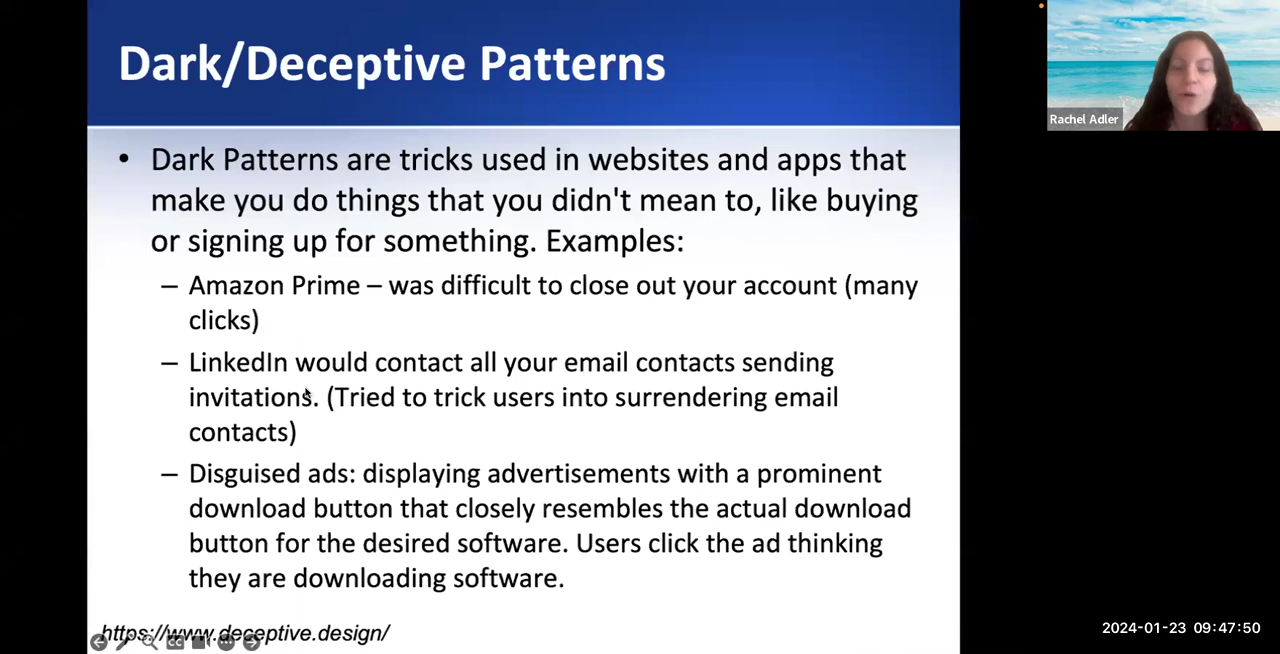 Dark/Deceptive Patterns
Rachel Adler
• Dark Patterns are tricks used in websites and apps that
make you do things that you didn't mean to, like buying
or signing up for something. Examples:
– Amazon Prime – was difficult to close out your account (many
clicks)
– LinkedIn would contact all your email contacts sending
invitations. (Tried to trick users into surrendering email
contacts)
– Disguised ads: displaying advertisements with a prominent
download button that closely resembles the actual download
button for the desired software. Users click the ad thinking
they are downloading software.
https://www.deceptive.design/
CC
2024-01-23 09:47:50